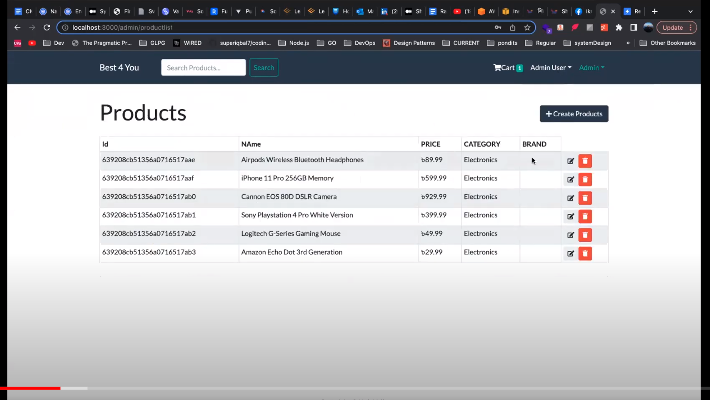 localhost:3000/admin/productlist
Update
Dev
The Pragmatic Pr...
GLPG
WIRED
superiqbal7/codin...
Node.js
GO
DevOps
Design Patterns
CURRENT
pondits
Regular
systemDesign
»
Other Bookmarks
Best 4 You
Search Products...
Search
Cart
Admin User
Admin
Products
Create Products
Id NAme PRICE CATEGORY BRAND
639208cb51356a0716517aae Airpods Wireless Bluetooth Headphones ৳89.99 Electronics
639208cb51356a0716517aaf iPhone 11 Pro 256GB Memory ৳599.99 Electronics
639208cb51356a0716517ab0 Cannon EOS 80D DSLR Camera ৳929.99 Electronics
639208cb51356a0716517ab1 Sony Playstation 4 Pro White Version ৳399.99 Electronics
639208cb51356a0716517ab2 Logitech G-Series Gaming Mouse ৳49.99 Electronics
639208cb51356a0716517ab3 Amazon Echo Dot 3rd Generation ৳29.99 Electronics